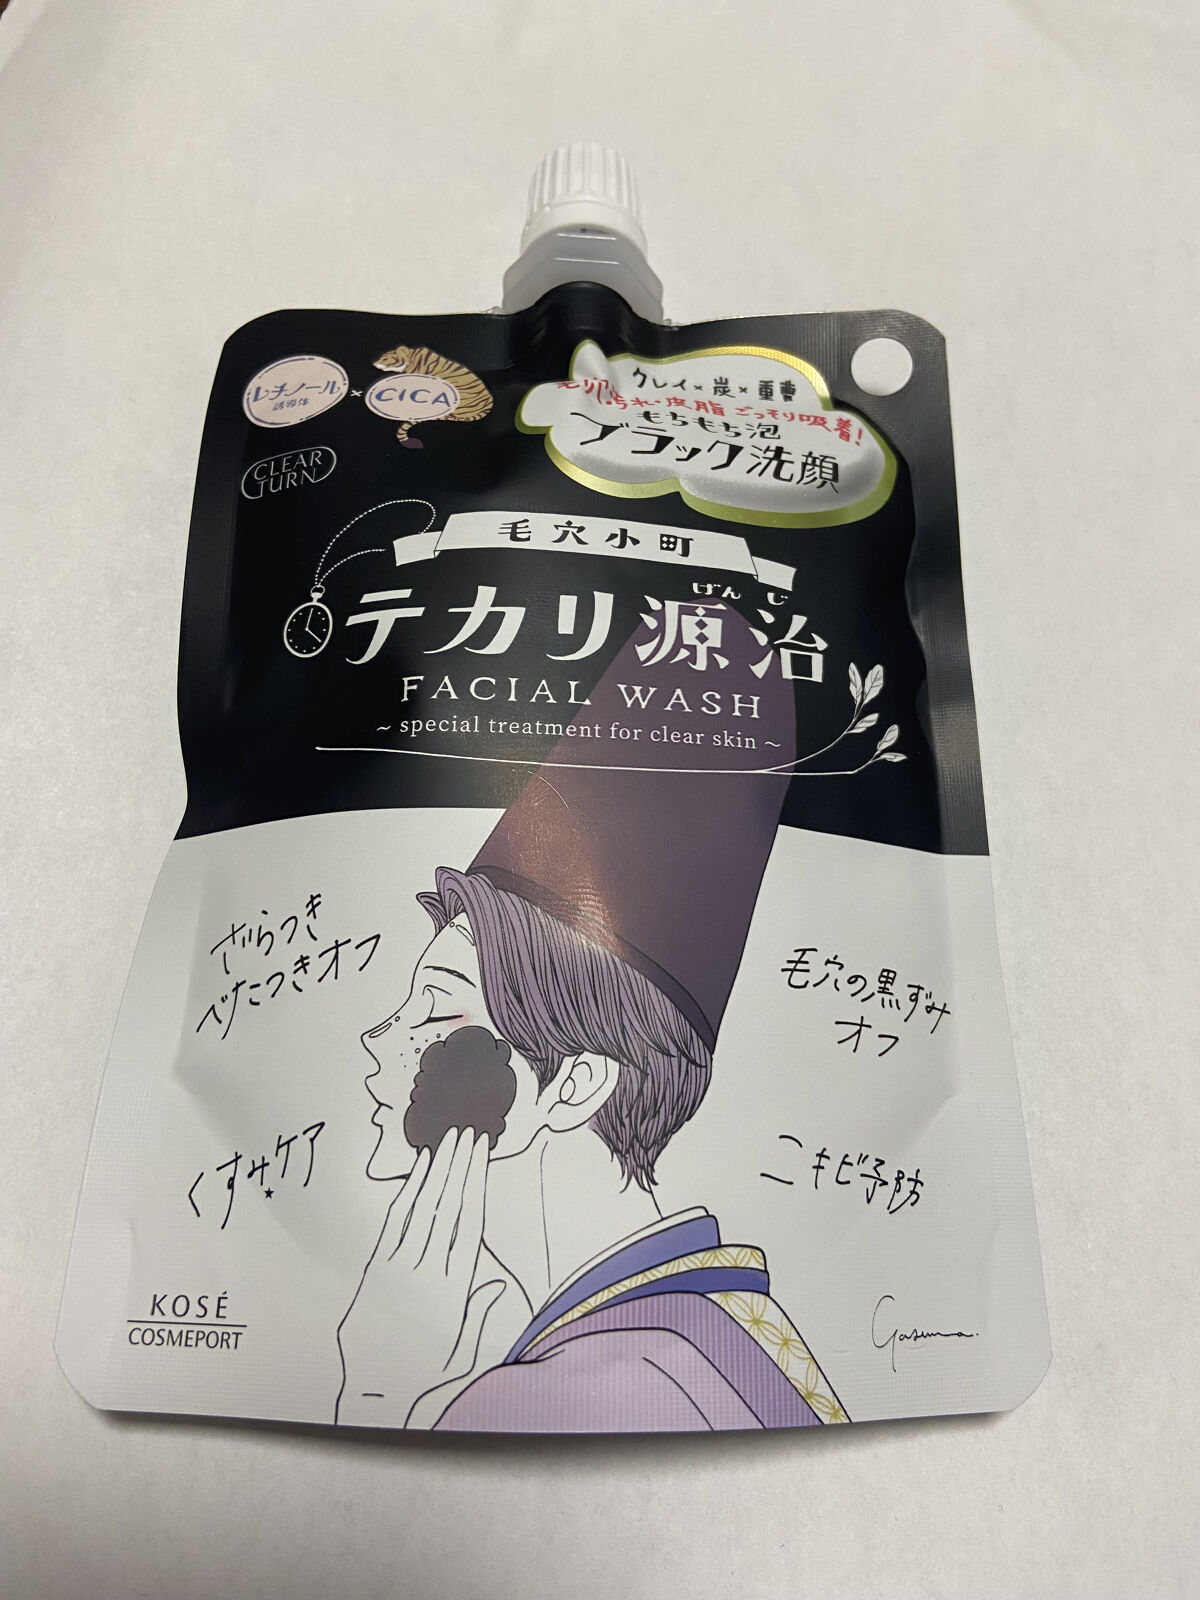 レチノール
誘導体
×
CICA
CLEAR
TURN
クレイ×炭×重曹
毛穴汚れ・皮脂 ごっそり吸着!
もちもち泡
ブラック洗顔
毛穴小町
げんじ
テカリ源治
FACIAL WASH
~ special treatment for clear skin ~
ざらつき
べたつきオフ
毛穴の黒ずみ
オフ
くすみケア
★
ニキビ予防
KOSÉ
COSMEPORT